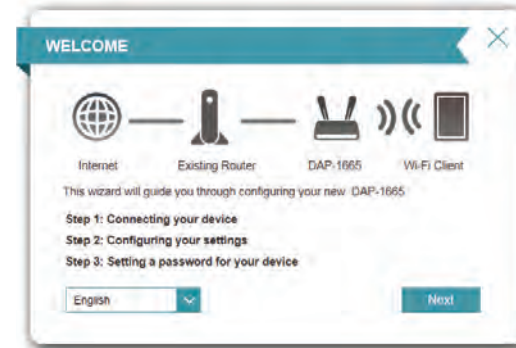 WELCOME
Internet Existing Router DAP-1665 Wi-Fi Client
This wizard will guide you through configuring your new DAP-1665
Step 1: Connecting your device
Step 2: Configuring your settings
Step 3: Setting a password for your device
English Next